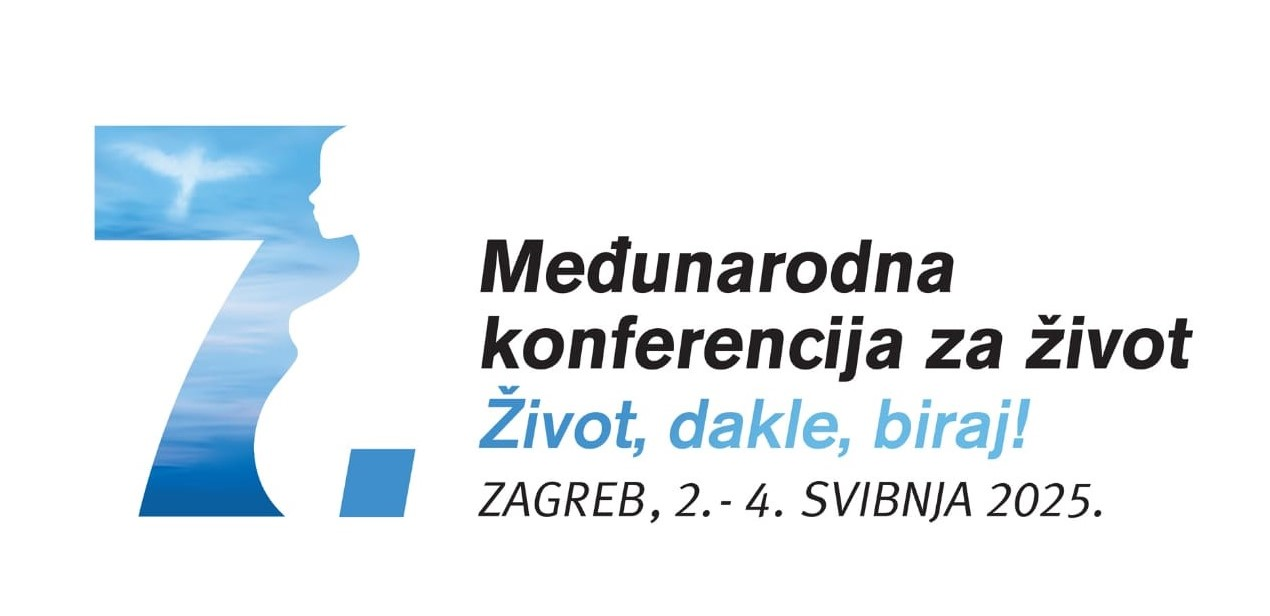 7.
Međunarodna
konferencija za život
Život, dakle, biraj!
ZAGREB, 2.- 4. SVIBNJA 2025.